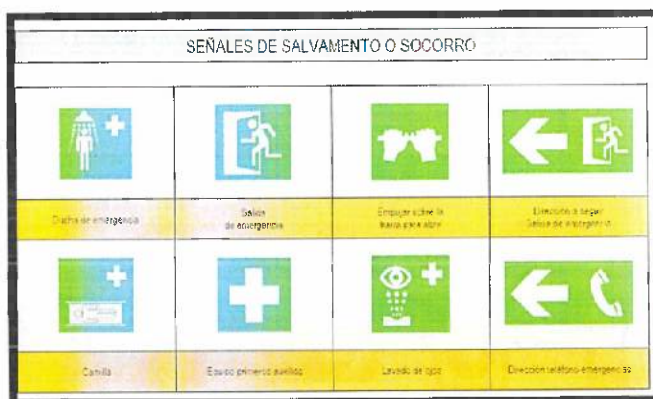 SEÑALES DE SALVAMENTO O SOCORRO
Ducha de emergencia
Salida
de emergencia
Empujar sobre la
barra para abrir
Dirección a seguir
Salida de emergencia
Camilla
Equipo primeros auxilios
Lavado de ojos
Dirección teléfono emergencias